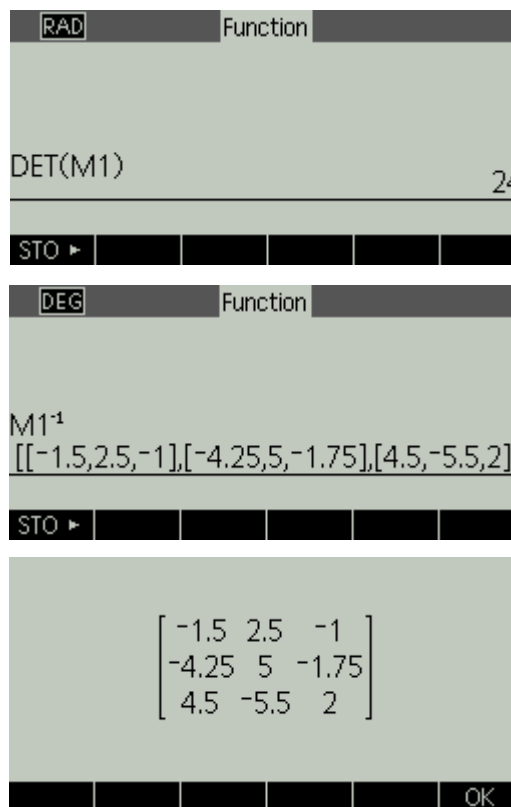 RAD Function
DET(M1)
24
STO ►
DEG Function
M1⁻¹
[[-1.5,2.5,-1],[-4.25,5,-1.75],[4.5,-5.5,2]
STO ►
-1.5 2.5 -1
-4.25 5 -1.75
4.5 -5.5 2
OK